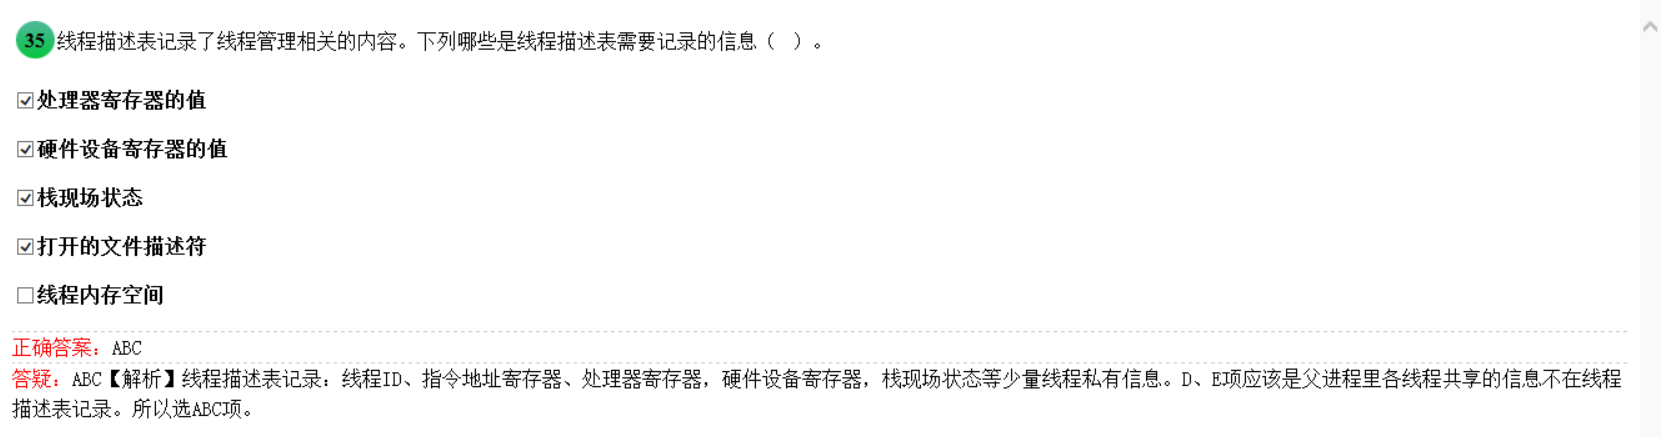 35 线程描述表记录了线程管理相关的内容。下列哪些是线程描述表需要记录的信息（ ）。
处理器寄存器的值
硬件设备寄存器的值
栈现场状态
打开的文件描述符
线程内存空间
正确答案：ABC
答疑：ABC【解析】线程描述表记录：线程ID、指令地址寄存器、处理器寄存器，硬件设备寄存器，栈现场状态等少量线程私有信息。D、E项应该是父进程里各线程共享的信息不在线程
描述表记录。所以选ABC项。